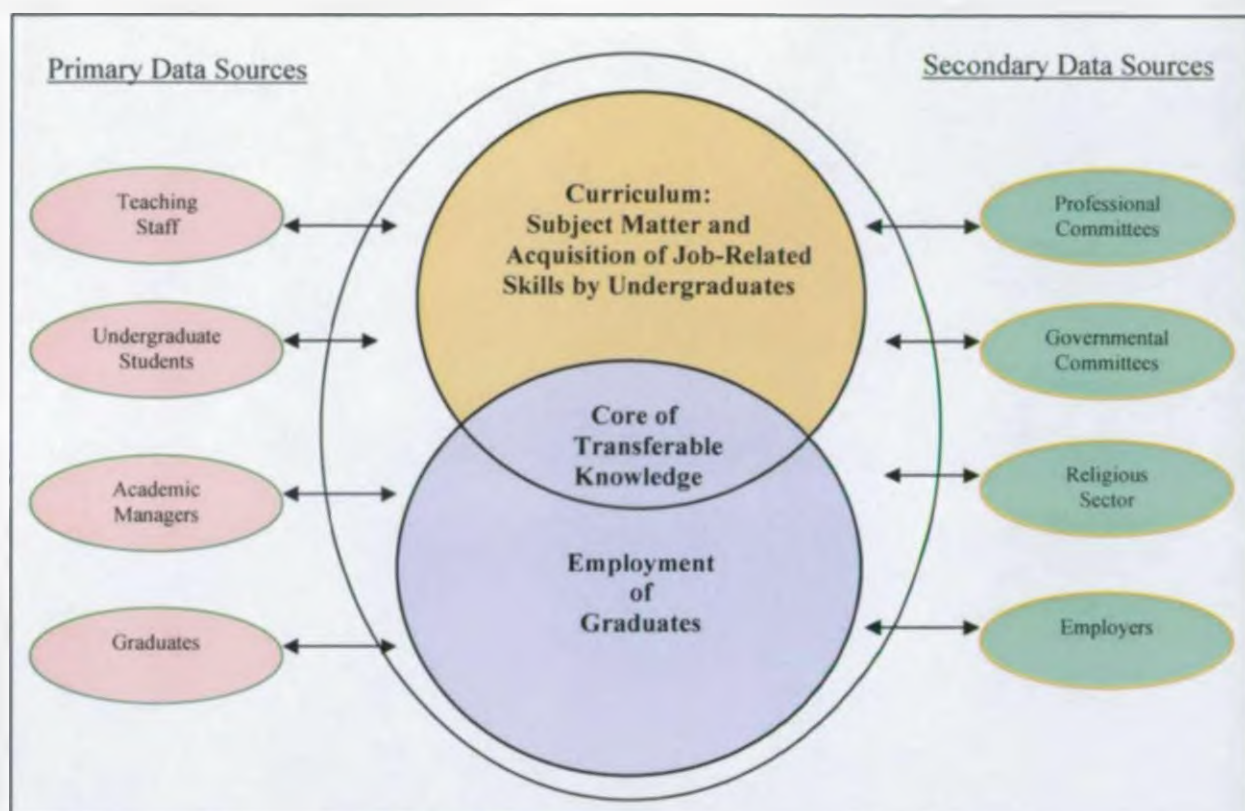 Primary Data Sources
Teaching
Staff
Undergraduate
Students
Academic
Managers
Graduates
Curriculum:
Subject Matter and
Acquisition of Job-Related
Skills by Undergraduates
Core of
Transferable
Knowledge
Employment
of
Graduates
Secondary Data Sources
Professional
Committees
Governmental
Committees
Religious
Sector
Employers